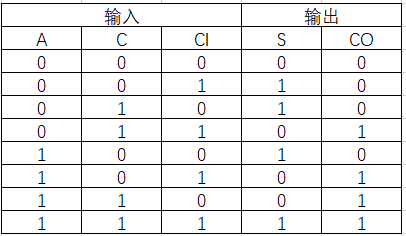 输入 输出
A C CI S CO
0 0 0 0 0
0 0 1 1 0
0 1 0 1 0
0 1 1 0 1
1 0 0 1 0
1 0 1 0 1
1 1 0 0 1
1 1 1 1 1